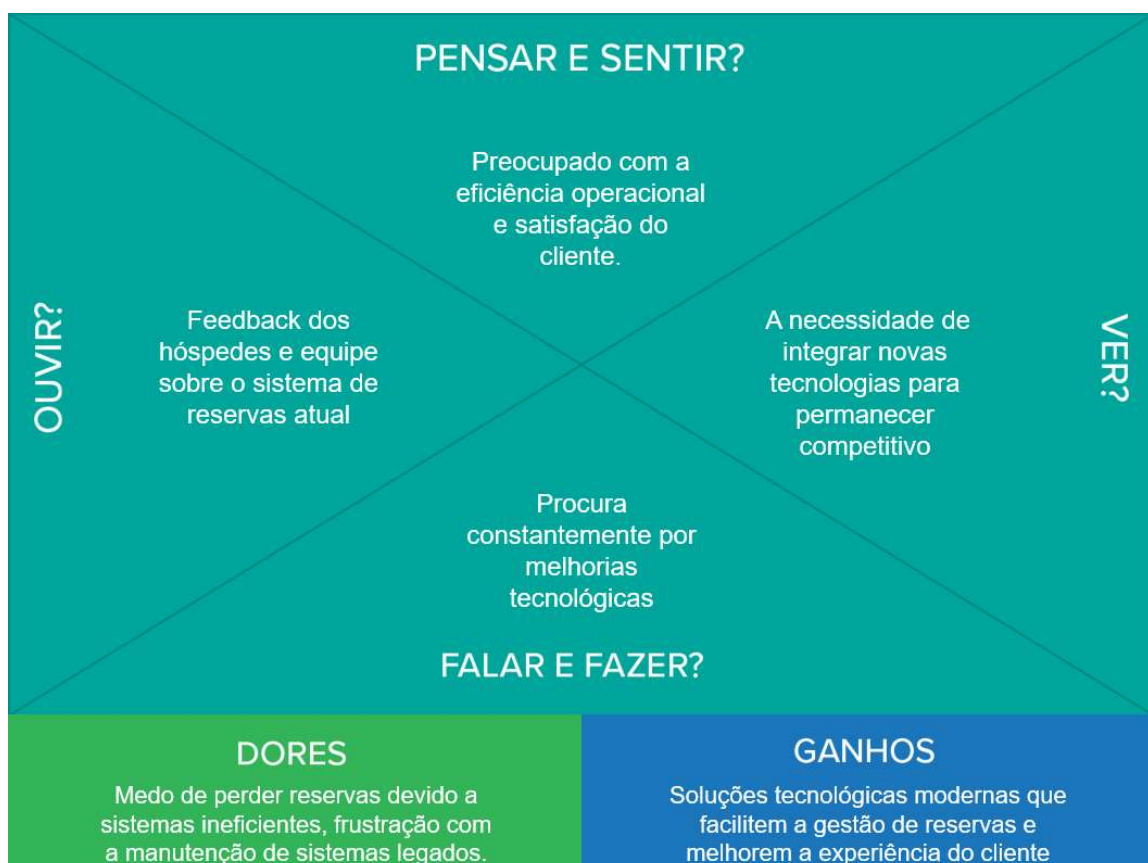 PENSAR E SENTIR?
Preocupado com a
eficiência operacional
e satisfação do
cliente.
OUVIR?
Feedback dos
hóspedes e equipe
sobre o sistema de
reservas atual
A necessidade de
integrar novas
tecnologias para
permanecer
competitivo
VER?
Procura
constantemente por
melhorias
tecnológicas
FALAR E FAZER?
DORES
Medo de perder reservas devido a
sistemas ineficientes, frustração com
a manutenção de sistemas legados.
GANHOS
Soluções tecnológicas modernas que
facilitem a gestão de reservas e
melhorem a experiência do cliente